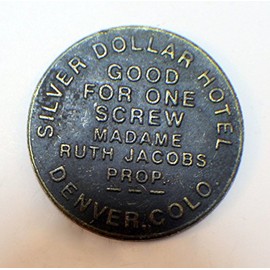 SILVER DOLLAR HOTEL
GOOD
FOR ONE
SCREW
MADAME
RUTH JACOBS
PROP.
DENVER, COLO.